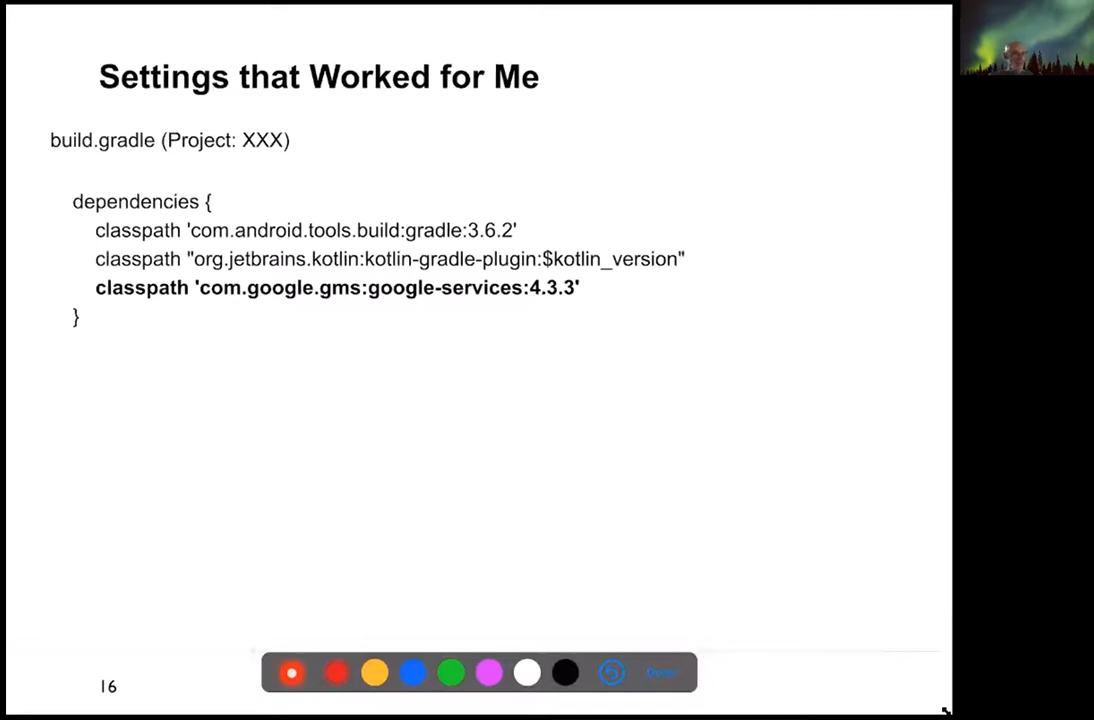 Settings that Worked for Me
build.gradle (Project: XXX)
dependencies {
classpath 'com.android.tools.build:gradle:3.6.2'
classpath "org.jetbrains.kotlin:kotlin-gradle-plugin:$kotlin_version"
classpath 'com.google.gms:google-services:4.3.3'
}
16
Done